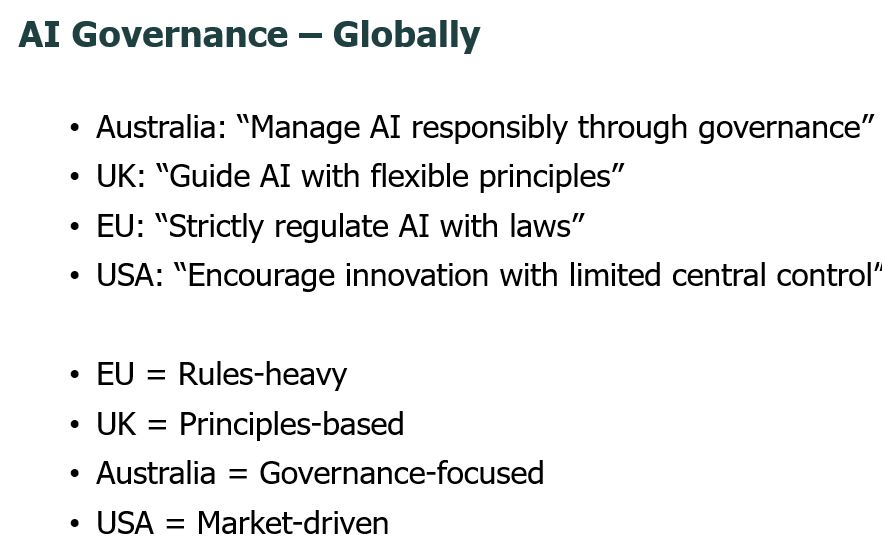 AI Governance – Globally
• Australia: “Manage AI responsibly through governance”
• UK: “Guide AI with flexible principles”
• EU: “Strictly regulate AI with laws”
• USA: “Encourage innovation with limited central control”
• EU = Rules-heavy
• UK = Principles-based
• Australia = Governance-focused
• USA = Market-driven